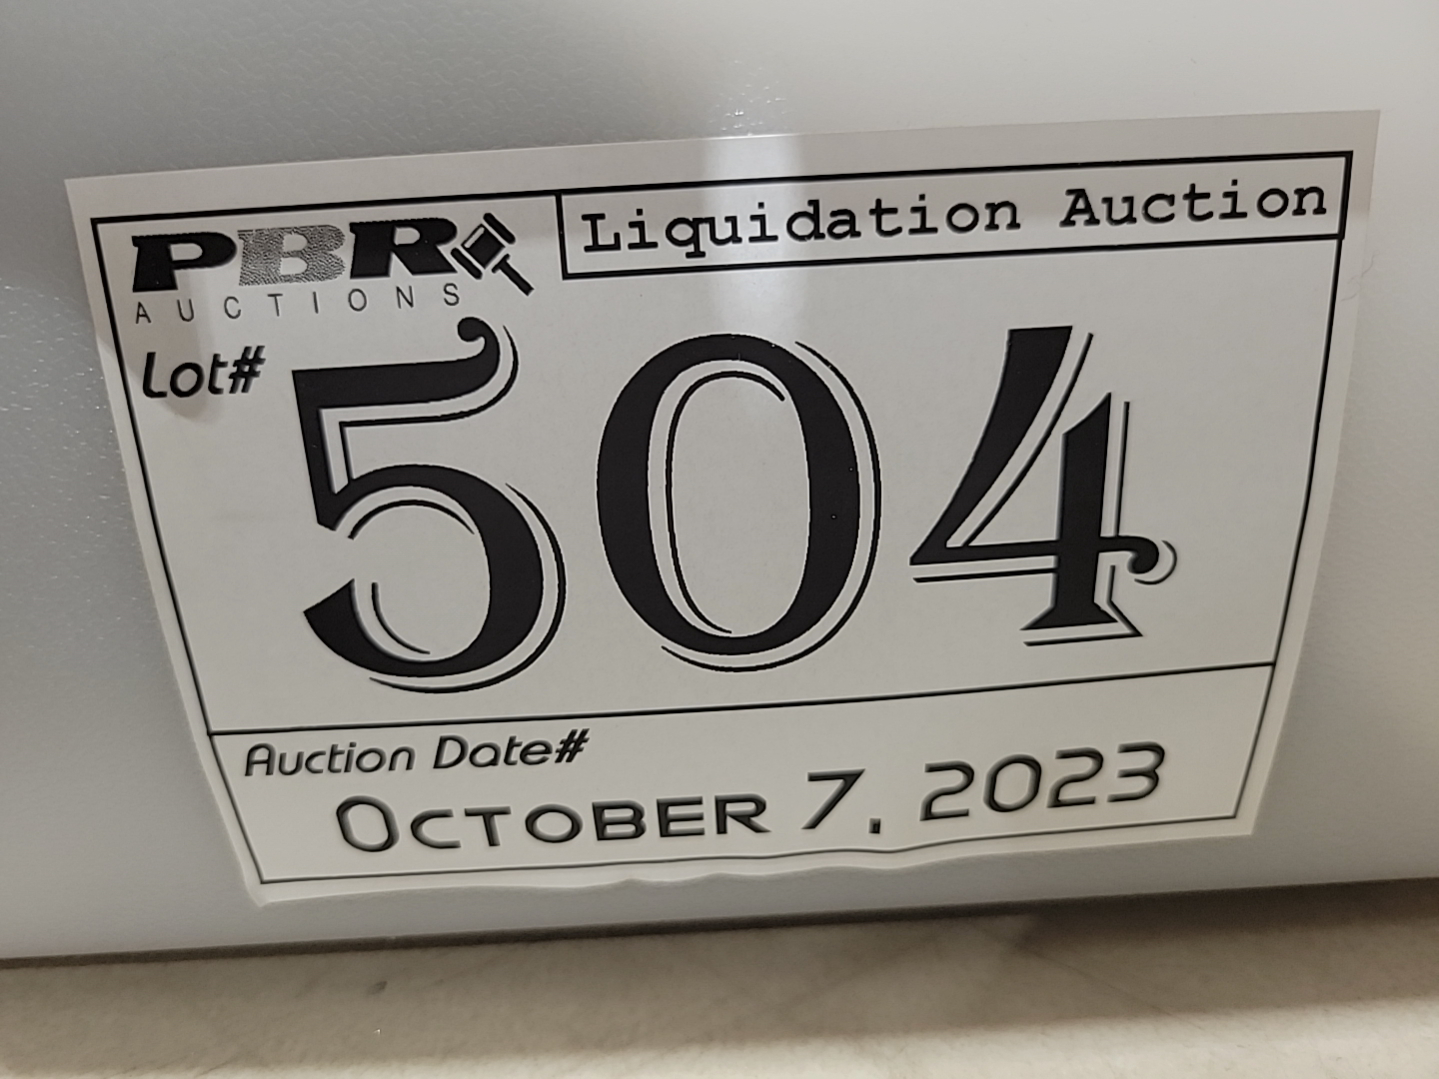 PBR
AUCTIONS
Liquidation Auction
Lot#
504
Auction Date#
OCTOBER 7, 2023